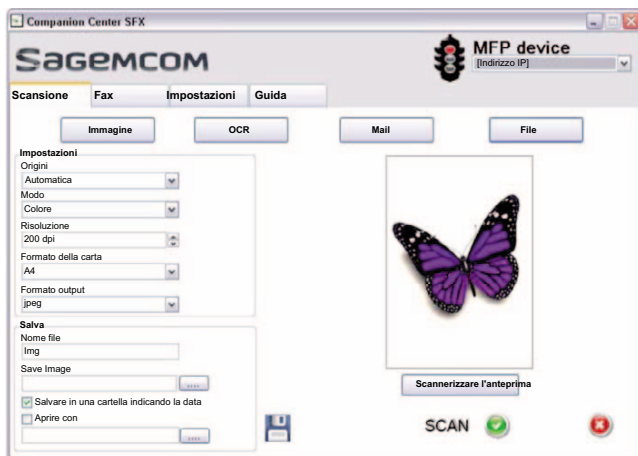 Companion Center SFX
SAGEMCOM
MFP device
[Indirizzo IP]
Scansione Fax Impostazioni Guida
Immagine OCR Mail File
Impostazioni
Origini
Automatica
Modo
Colore
Risoluzione
200 dpi
Formato della carta
A4
Formato output
jpeg
Salva
Nome file
Img
Save Image
....
Salvare in una cartella indicando la data
Aprire con
....
Scannerizzare l'anteprima
SCAN